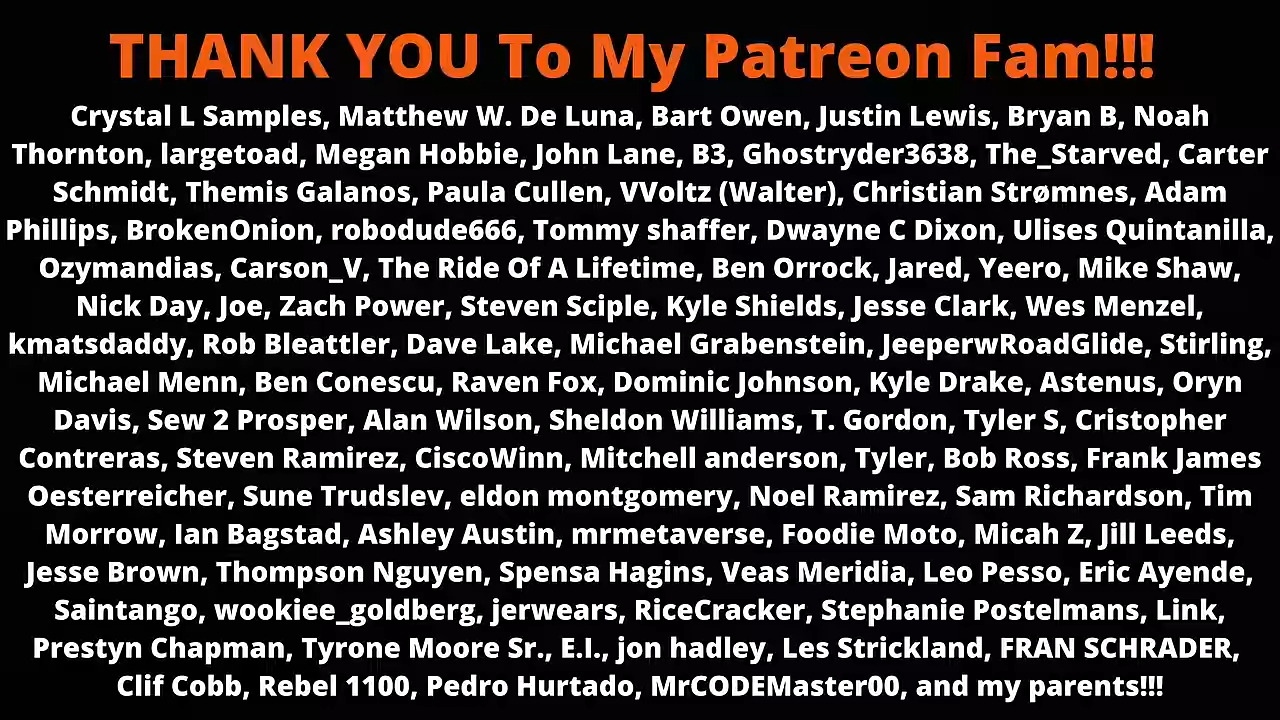 THANK YOU To My Patreon Fam!!!
Crystal L Samples, Matthew W. De Luna, Bart Owen, Justin Lewis, Bryan B, Noah
Thornton, largetoad, Megan Hobbie, John Lane, B3, Ghostryder3638, The_Starved, Carter
Schmidt, Themis Galanos, Paula Cullen, VVoltz (Walter), Christian Strømnes, Adam
Phillips, BrokenOnion, robodude666, Tommy shaffer, Dwayne C Dixon, Ulises Quintanilla,
Ozymandias, Carson_V, The Ride Of A Lifetime, Ben Orrock, Jared, Yeero, Mike Shaw,
Nick Day, Joe, Zach Power, Steven Sciple, Kyle Shields, Jesse Clark, Wes Menzel,
kmatsdaddy, Rob Bleattler, Dave Lake, Michael Grabenstein, JeeperwRoadGlide, Stirling,
Michael Menn, Ben Conescu, Raven Fox, Dominic Johnson, Kyle Drake, Astenus, Oryn
Davis, Sew 2 Prosper, Alan Wilson, Sheldon Williams, T. Gordon, Tyler S, Cristopher
Contreras, Steven Ramirez, CiscoWinn, Mitchell anderson, Tyler, Bob Ross, Frank James
Oesterreicher, Sune Trudslev, eldon montgomery, Noel Ramirez, Sam Richardson, Tim
Morrow, Ian Bagstad, Ashley Austin, mrmetaverse, Foodie Moto, Micah Z, Jill Leeds,
Jesse Brown, Thompson Nguyen, Spensa Hagins, Veas Meridia, Leo Pesso, Eric Ayende,
Saintango, wookiee_goldberg, jerwears, RiceCracker, Stephanie Postelmans, Link,
Prestyn Chapman, Tyrone Moore Sr., E.I., jon hadley, Les Strickland, FRAN SCHRADER,
Clif Cobb, Rebel 1100, Pedro Hurtado, MrCODEMaster00, and my parents!!!